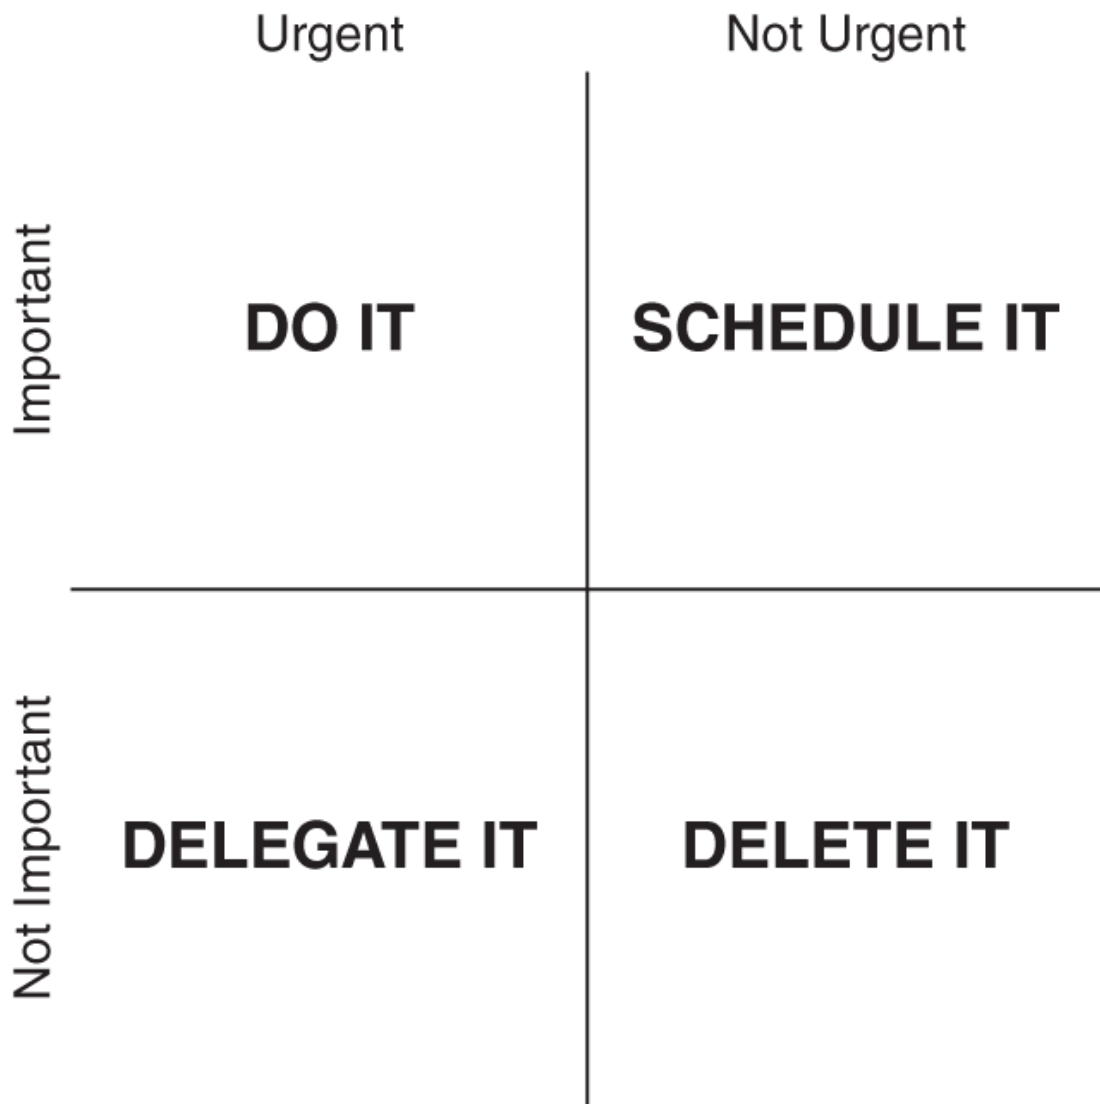 Urgent
Not Urgent
Important
DO IT
SCHEDULE IT
Not Important
DELEGATE IT
DELETE IT